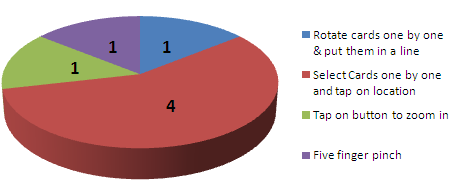 1
1
1
4
Rotate cards one by one
& put them in a line
Select Cards one by one
and tap on location
Tap on button to zoom in
Five finger pinch